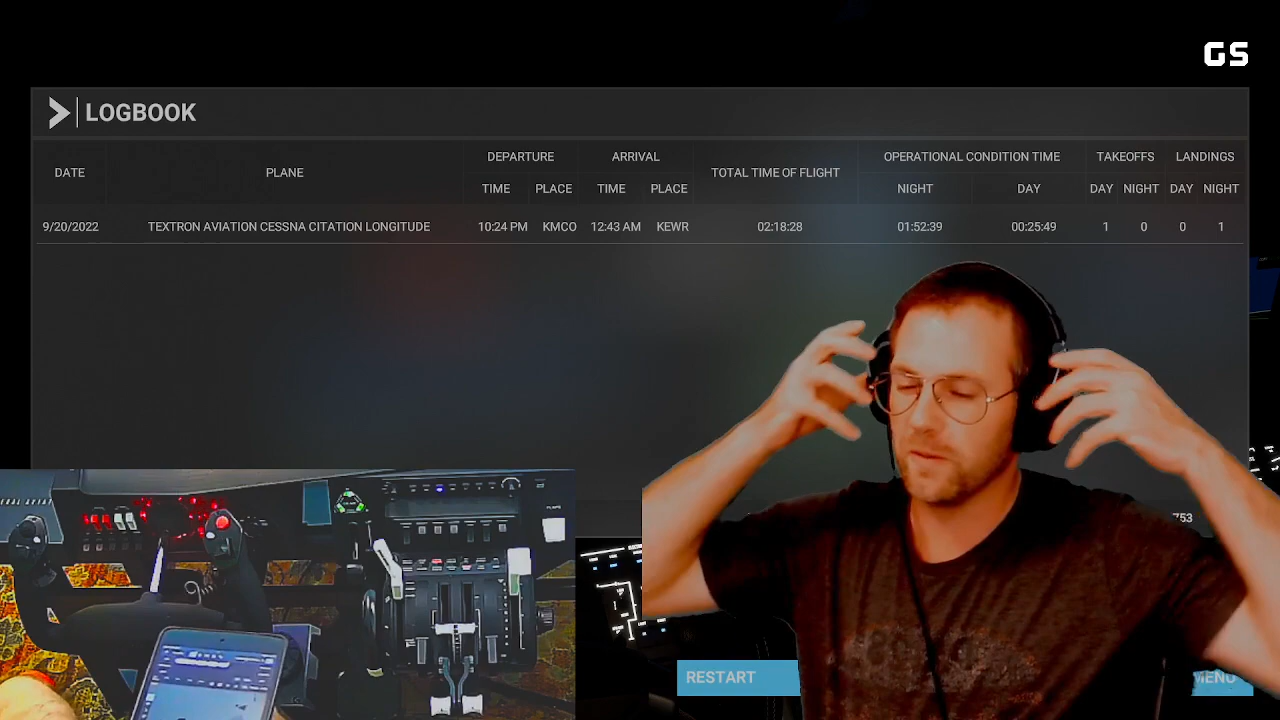 GS
LOGBOOK
DATE PLANE DEPARTURE ARRIVAL TOTAL TIME OF FLIGHT OPERATIONAL CONDITION TIME TAKEOFFS LANDINGS
TIME PLACE TIME PLACE NIGHT DAY DAY NIGHT DAY NIGHT
9/20/2022 TEXTRON AVIATION CESSNA CITATION LONGITUDE 10:24 PM KMCO 12:43 AM KEWR 02:18:28 01:52:39 00:25:49 1 0 0 1
753
RESTART
MENU